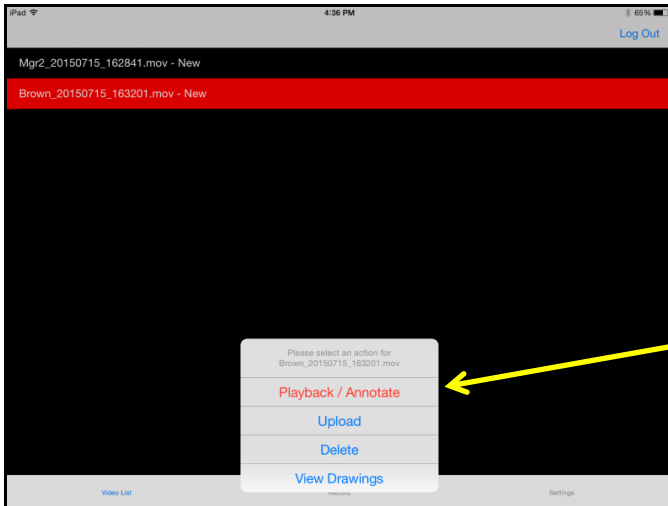 iPad 4:36 PM 65%
Log Out
Mgr2_20150715_162841.mov - New
Brown_20150715_163201.mov - New
Please select an action for
Brown_20150715_163201.mov
Playback / Annotate
Upload
Delete
View Drawings
Video List Record Settings